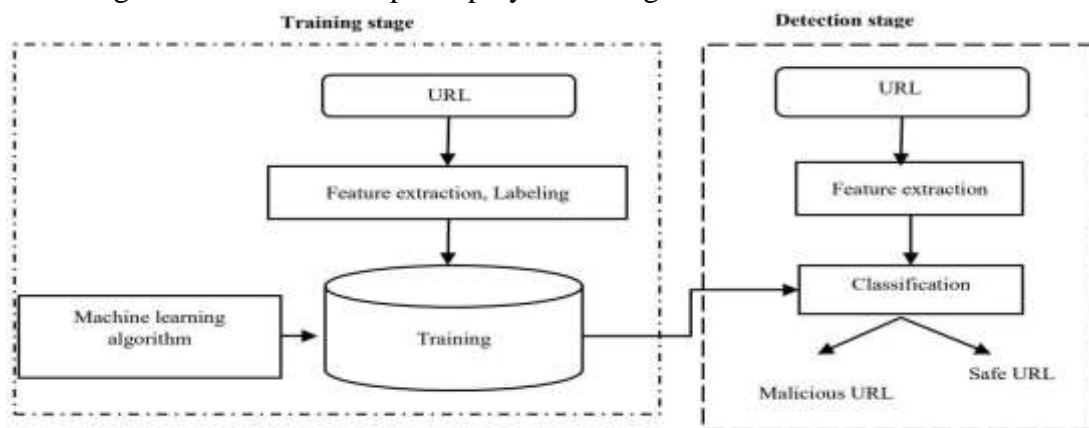 Training stage
Detection stage
URL
Feature extraction, Labeling
Machine learning
algorithm
Training
URL
Feature extraction
Classification
Malicious URL
Safe URL